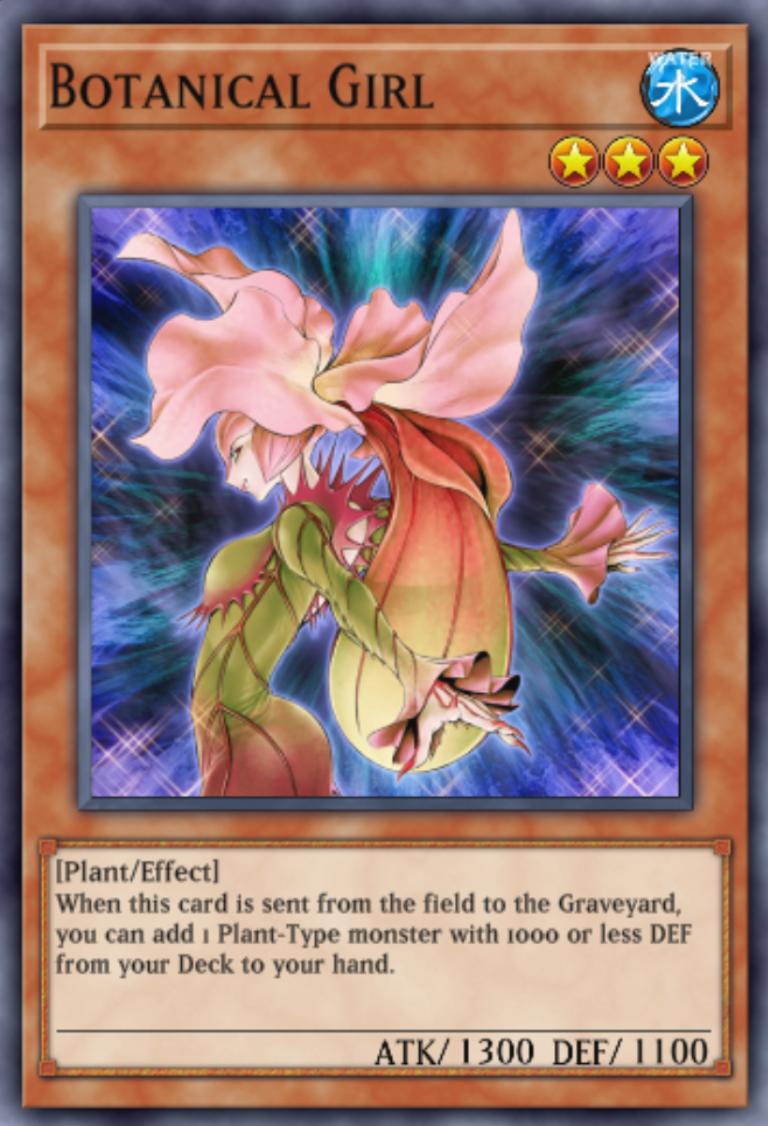 Botanical Girl
WATER
水
[Plant/Effect]
When this card is sent from the field to the Graveyard,
you can add 1 Plant-Type monster with 1000 or less DEF
from your Deck to your hand.
ATK/ 1300 DEF/ 1100